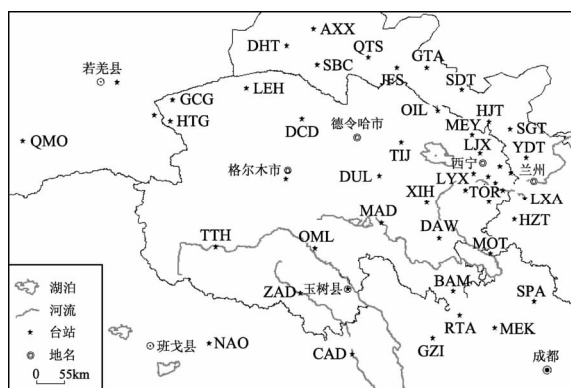 AXX
DHT
QTS
GTA
SBC
JES
SDT
若羌县
GCG
LEH
OIL
HJT
HTG
DCD
德令哈市
MEY
SGT
QMO
LJX
YDT
TIJ
西宁
兰州
格尔木市
DUL
LYX
TOR
XIH
LXA
MAD
HZT
DAW
TTH
OML
MOT
湖泊
河流
ZAD
玉树县
BAM
SPA
台站
RTA
MEK
地名
班戈县
NAO
CAD
GZI
成都
0 55km